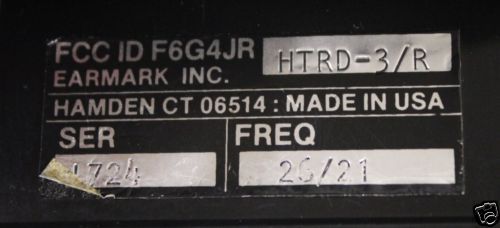 FCC ID F6G4JR HTRD-3/R
EARMARK INC.
HAMDEN CT 06514 : MADE IN USA
SER FREQ
1724 26/21